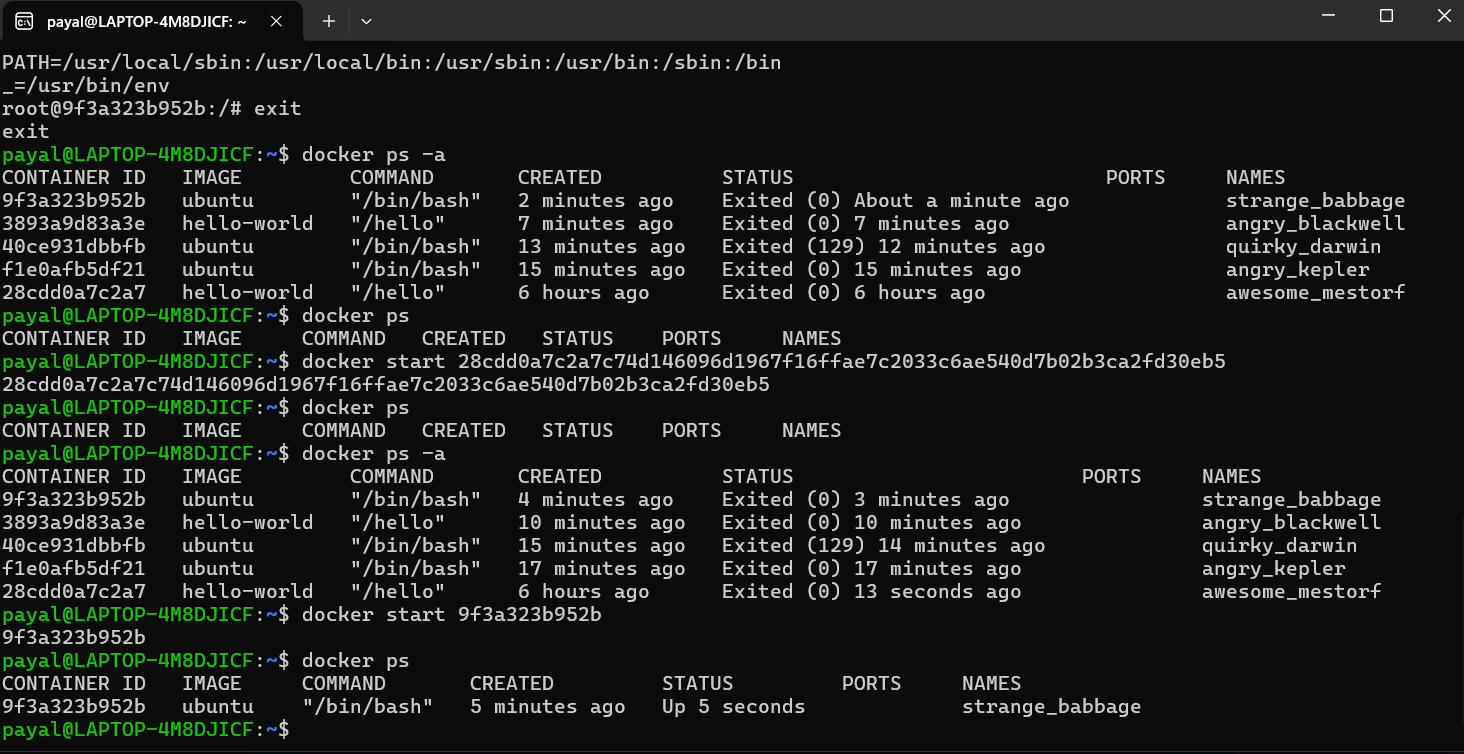 payal@LAPTOP-4M8DJICF: ~
PATH=/usr/local/sbin:/usr/local/bin:/usr/sbin:/usr/bin:/sbin:/bin
_=/usr/bin/env
root@9f3a323b952b:/# exit
exit
payal@LAPTOP-4M8DJICF:~$ docker ps -a
CONTAINER ID   IMAGE         COMMAND       CREATED          STATUS                          PORTS     NAMES
9f3a323b952b   ubuntu        "/bin/bash"   2 minutes ago    Exited (0) About a minute ago             strange_babbage
3893a9d83a3e   hello-world   "/hello"      7 minutes ago    Exited (0) 7 minutes ago                  angry_blackwell
40ce931dbbfb   ubuntu        "/bin/bash"   13 minutes ago   Exited (129) 12 minutes ago               quirky_darwin
f1e0afb5df21   ubuntu        "/bin/bash"   15 minutes ago   Exited (0) 15 minutes ago                 angry_kepler
28cdd0a7c2a7   hello-world   "/hello"      6 hours ago      Exited (0) 6 hours ago                    awesome_mestorf
payal@LAPTOP-4M8DJICF:~$ docker ps
CONTAINER ID   IMAGE     COMMAND   CREATED   STATUS    PORTS     NAMES
payal@LAPTOP-4M8DJICF:~$ docker start 28cdd0a7c2a7c74d146096d1967f16ffae7c2033c6ae540d7b02b3ca2fd30eb5
28cdd0a7c2a7c74d146096d1967f16ffae7c2033c6ae540d7b02b3ca2fd30eb5
payal@LAPTOP-4M8DJICF:~$ docker ps
CONTAINER ID   IMAGE     COMMAND   CREATED   STATUS    PORTS     NAMES
payal@LAPTOP-4M8DJICF:~$ docker ps -a
CONTAINER ID   IMAGE         COMMAND       CREATED          STATUS                        PORTS     NAMES
9f3a323b952b   ubuntu        "/bin/bash"   4 minutes ago    Exited (0) 3 minutes ago                strange_babbage
3893a9d83a3e   hello-world   "/hello"      10 minutes ago   Exited (0) 10 minutes ago               angry_blackwell
40ce931dbbfb   ubuntu        "/bin/bash"   15 minutes ago   Exited (129) 14 minutes ago             quirky_darwin
f1e0afb5df21   ubuntu        "/bin/bash"   17 minutes ago   Exited (0) 17 minutes ago               angry_kepler
28cdd0a7c2a7   hello-world   "/hello"      6 hours ago      Exited (0) 13 seconds ago               awesome_mestorf
payal@LAPTOP-4M8DJICF:~$ docker start 9f3a323b952b
9f3a323b952b
payal@LAPTOP-4M8DJICF:~$ docker ps
CONTAINER ID   IMAGE     COMMAND       CREATED         STATUS         PORTS     NAMES
9f3a323b952b   ubuntu    "/bin/bash"   5 minutes ago   Up 5 seconds             strange_babbage
payal@LAPTOP-4M8DJICF:~$